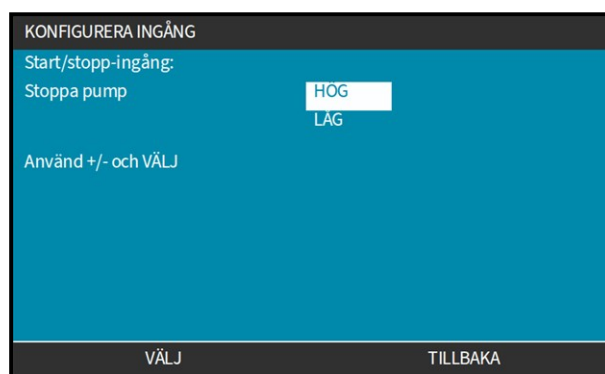 KONFIGURERA INGÅNG
Start/stopp-ingång:
Stoppa pump HÖG
LÅG
Använd +/- och VÄLJ
VÄLJ TILLBAKA